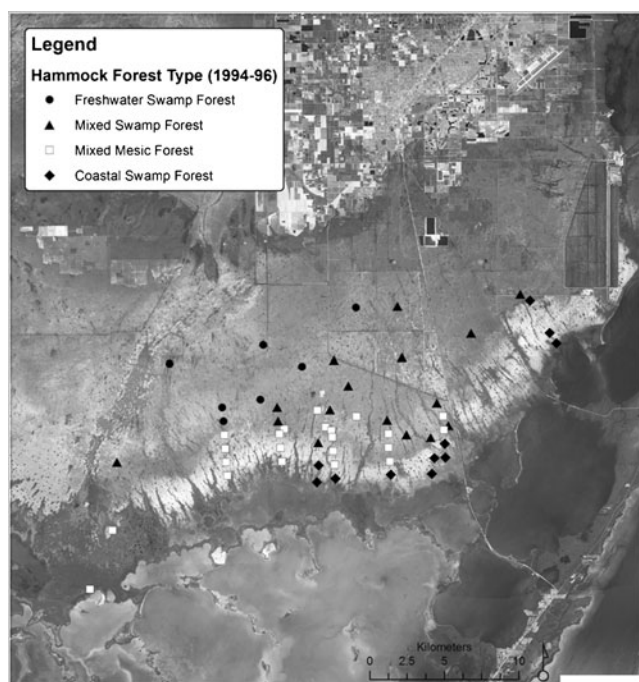 Legend
Hammock Forest Type (1994-96)
Freshwater Swamp Forest
Mixed Swamp Forest
Mixed Mesic Forest
Coastal Swamp Forest
Kilometers
0 2.5 5 10